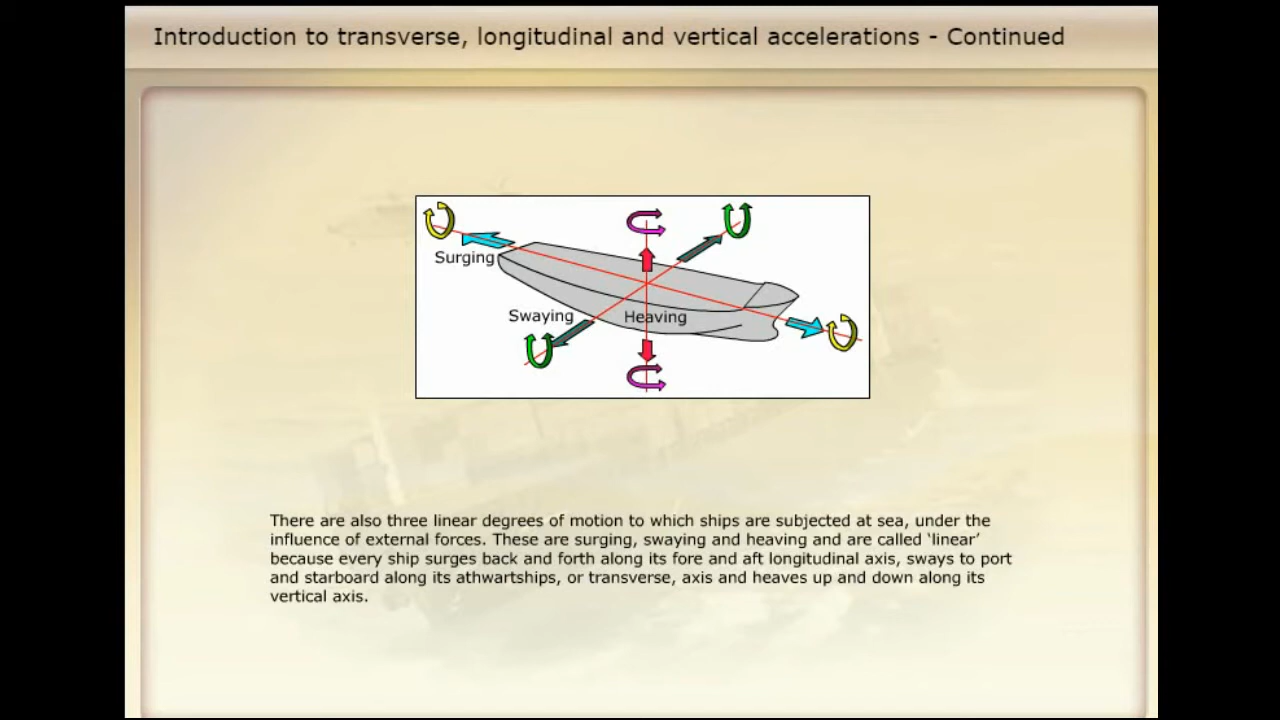 Introduction to transverse, longitudinal and vertical accelerations - Continued
Surging
Swaying
Heaving
There are also three linear degrees of motion to which ships are subjected at sea, under the
influence of external forces. These are surging, swaying and heaving and are called ‘linear’
because every ship surges back and forth along its fore and aft longitudinal axis, sways to port
and starboard along its athwartships, or transverse, axis and heaves up and down along its
vertical axis.